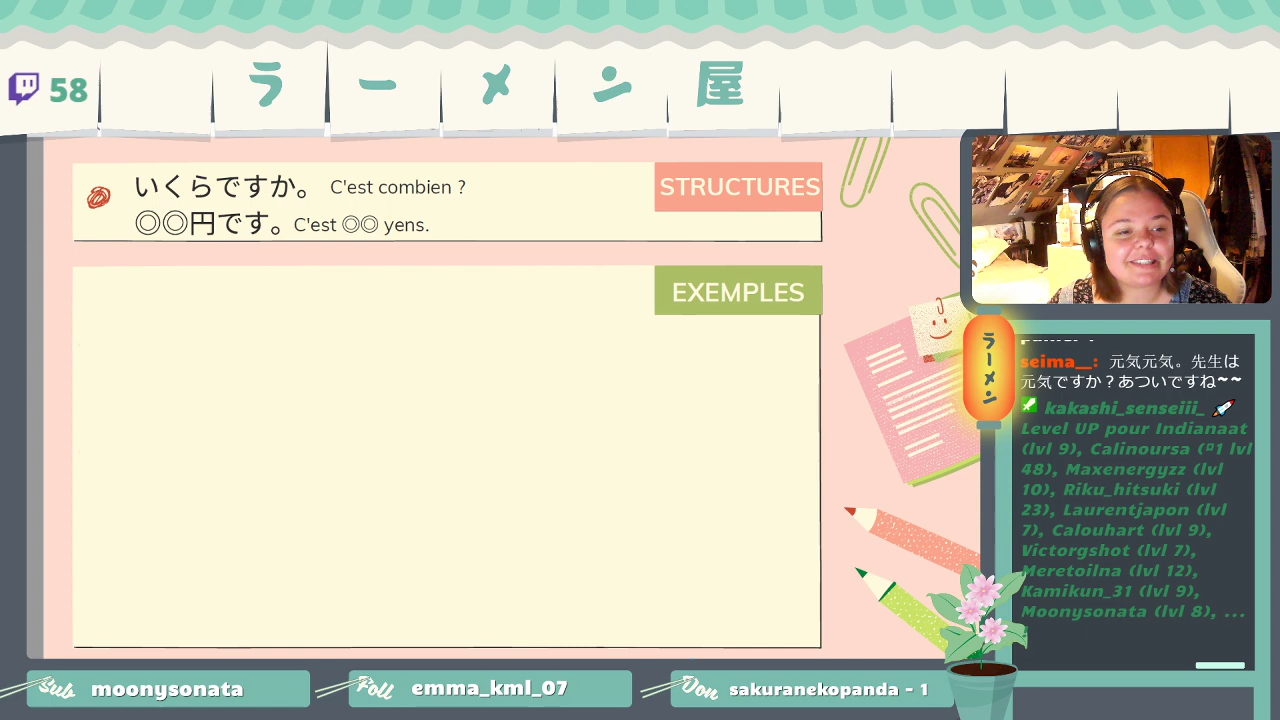 58
ラーメン屋
いくらですか。 C'est combien ?
STRUCTURES
◎◎円です。C'est ◎◎ yens.
EXEMPLES
ラーメン
seima__: 元気元気。先生は
元気ですか？あついですね~~
kakashi_senseiii_ 🚀
Level UP pour Indianaat
(lvl 9), Calinoursa (¤1 lvl
48), Maxenergyzz (lvl
10), Riku_hitsuki (lvl
23), Laurentjapon (lvl
7), Calouhart (lvl 9),
Victorgshot (lvl 7),
Meretoilna (lvl 12),
Kamikun_31 (lvl 9),
Moonysonata (lvl 8), ...
Sub moonysonata
Foll emma_kml_07
Don sakuranekopanda - 1